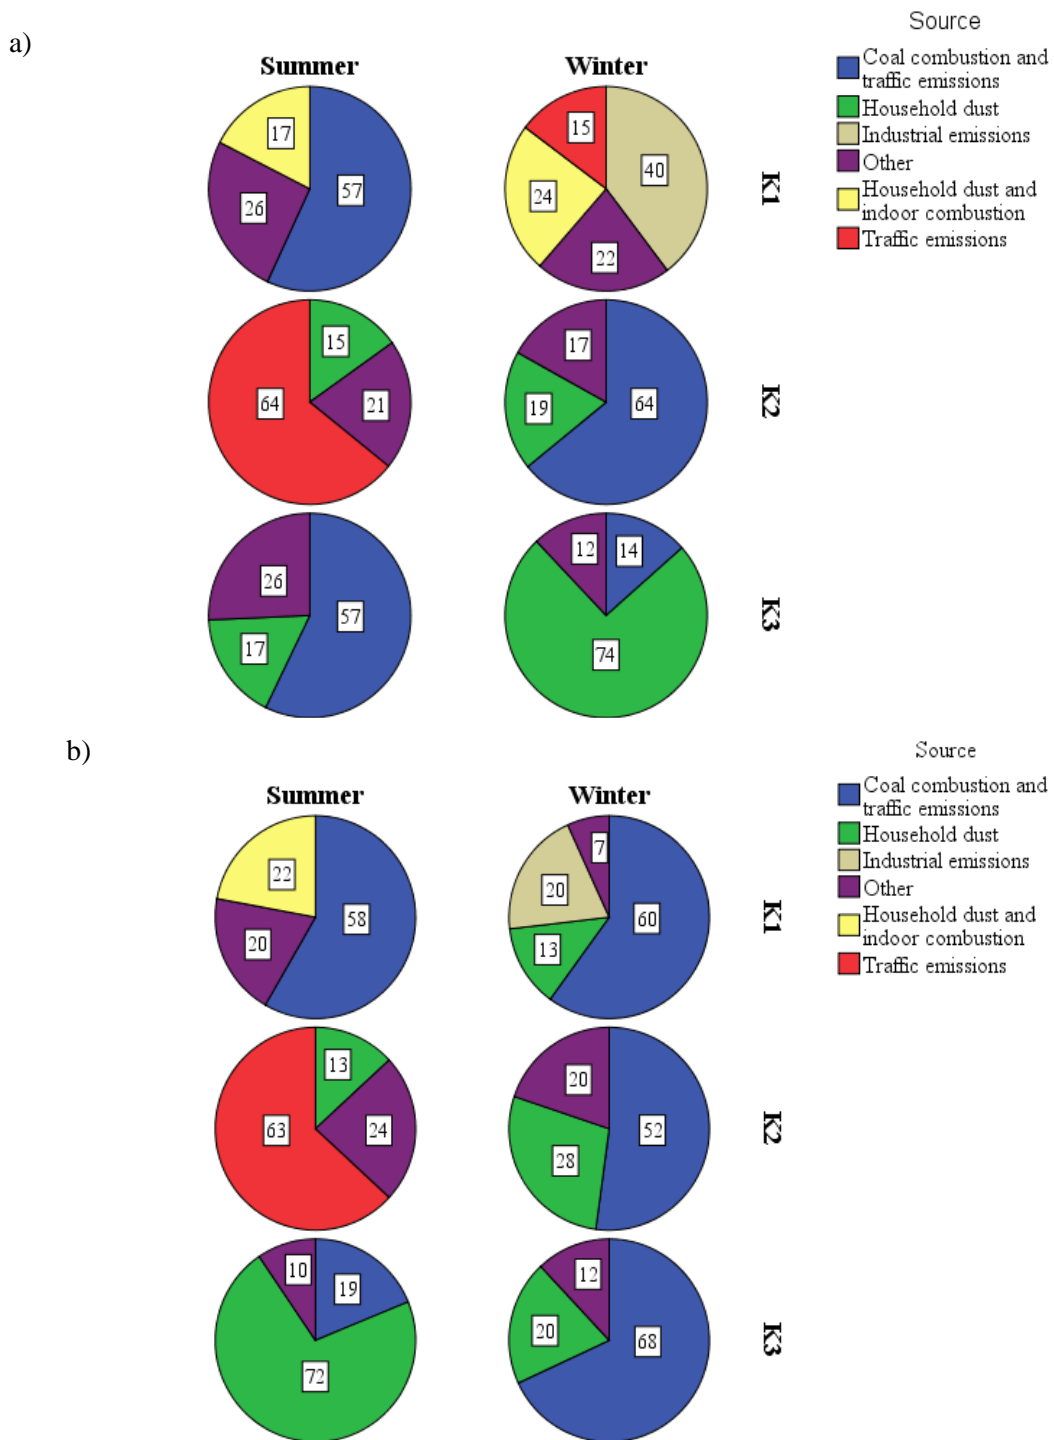 a)
Summer
Winter
Source
Coal combustion and
traffic emissions
Household dust
Industrial emissions
Other
Household dust and
indoor combustion
Traffic emissions
17
57
26
15
40
24
22
K1
15
64
21
17
19
64
K2
26
57
17
12
14
74
K3
b)
Summer
Winter
Source
Coal combustion and
traffic emissions
Household dust
Industrial emissions
Other
Household dust and
indoor combustion
Traffic emissions
22
58
20
7
20
60
13
K1
13
63
24
20
52
28
K2
10
19
72
12
20
68
K3